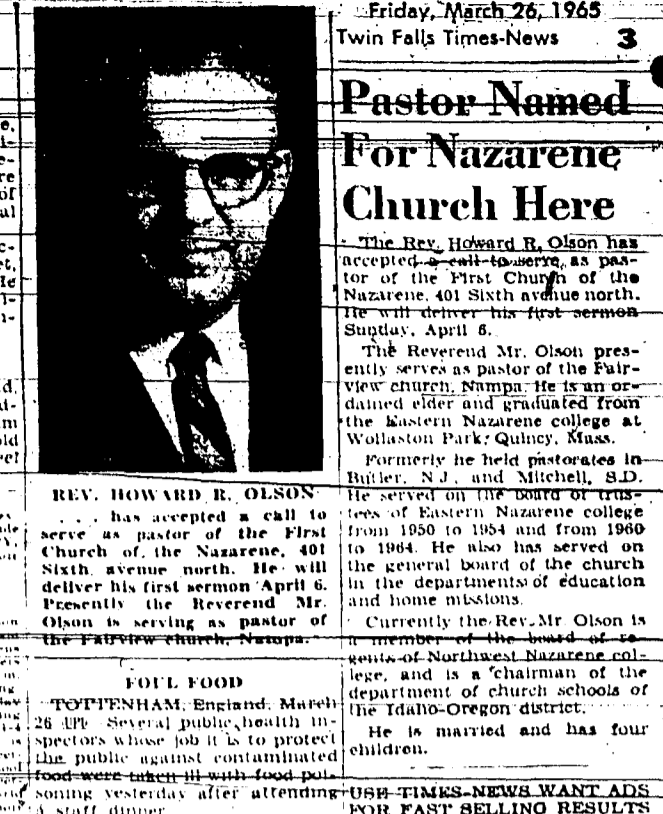 Friday, March 26, 1965
Twin Falls Times-News 3
Pastor Named
For Nazarene
Church Here
The Rev. Howard R. Olson has
accepted a call to serve as pas-
tor of the First Church of the
Nazarene, 401 Sixth avenue north.
He will deliver his first sermon
Sunday, April 6.
The Reverend Mr. Olson pres-
ently serves as pastor of the Fair-
view church, Nampa. He is an or-
dained elder and graduated from
the Eastern Nazarene college at
Wollaston Park, Quincy, Mass.
Formerly he held pastorates in
Butler, N.J., and Mitchell, S.D.
He served on the board of trus-
tees of Eastern Nazarene college
from 1950 to 1954 and from 1960
to 1964. He also has served on
the general board of the church
in the departments of education
and home missions.
Currently the Rev. Mr. Olson is
a member of the board of re-
gents of Northwest Nazarene col-
lege, and is a chairman of the
department of church schools of
the Idaho-Oregon district.
He is married and has four
children.
REV. HOWARD R. OLSON
. . . has accepted a call to
serve as pastor of the First
Church of the Nazarene, 401
Sixth avenue north. He will
deliver his first sermon April 6.
Presently the Reverend Mr.
Olson is serving as pastor of
the Fairview church, Nampa.
FOUL FOOD
TOTTENHAM, England, March
26 (UPI) Several public health in-
spectors whose job it is to protect
the public against contaminated
food were taken ill with food poi-
soning yesterday after attending
a staff dinner
USE TIMES-NEWS WANT ADS
FOR FAST SELLING RESULTS